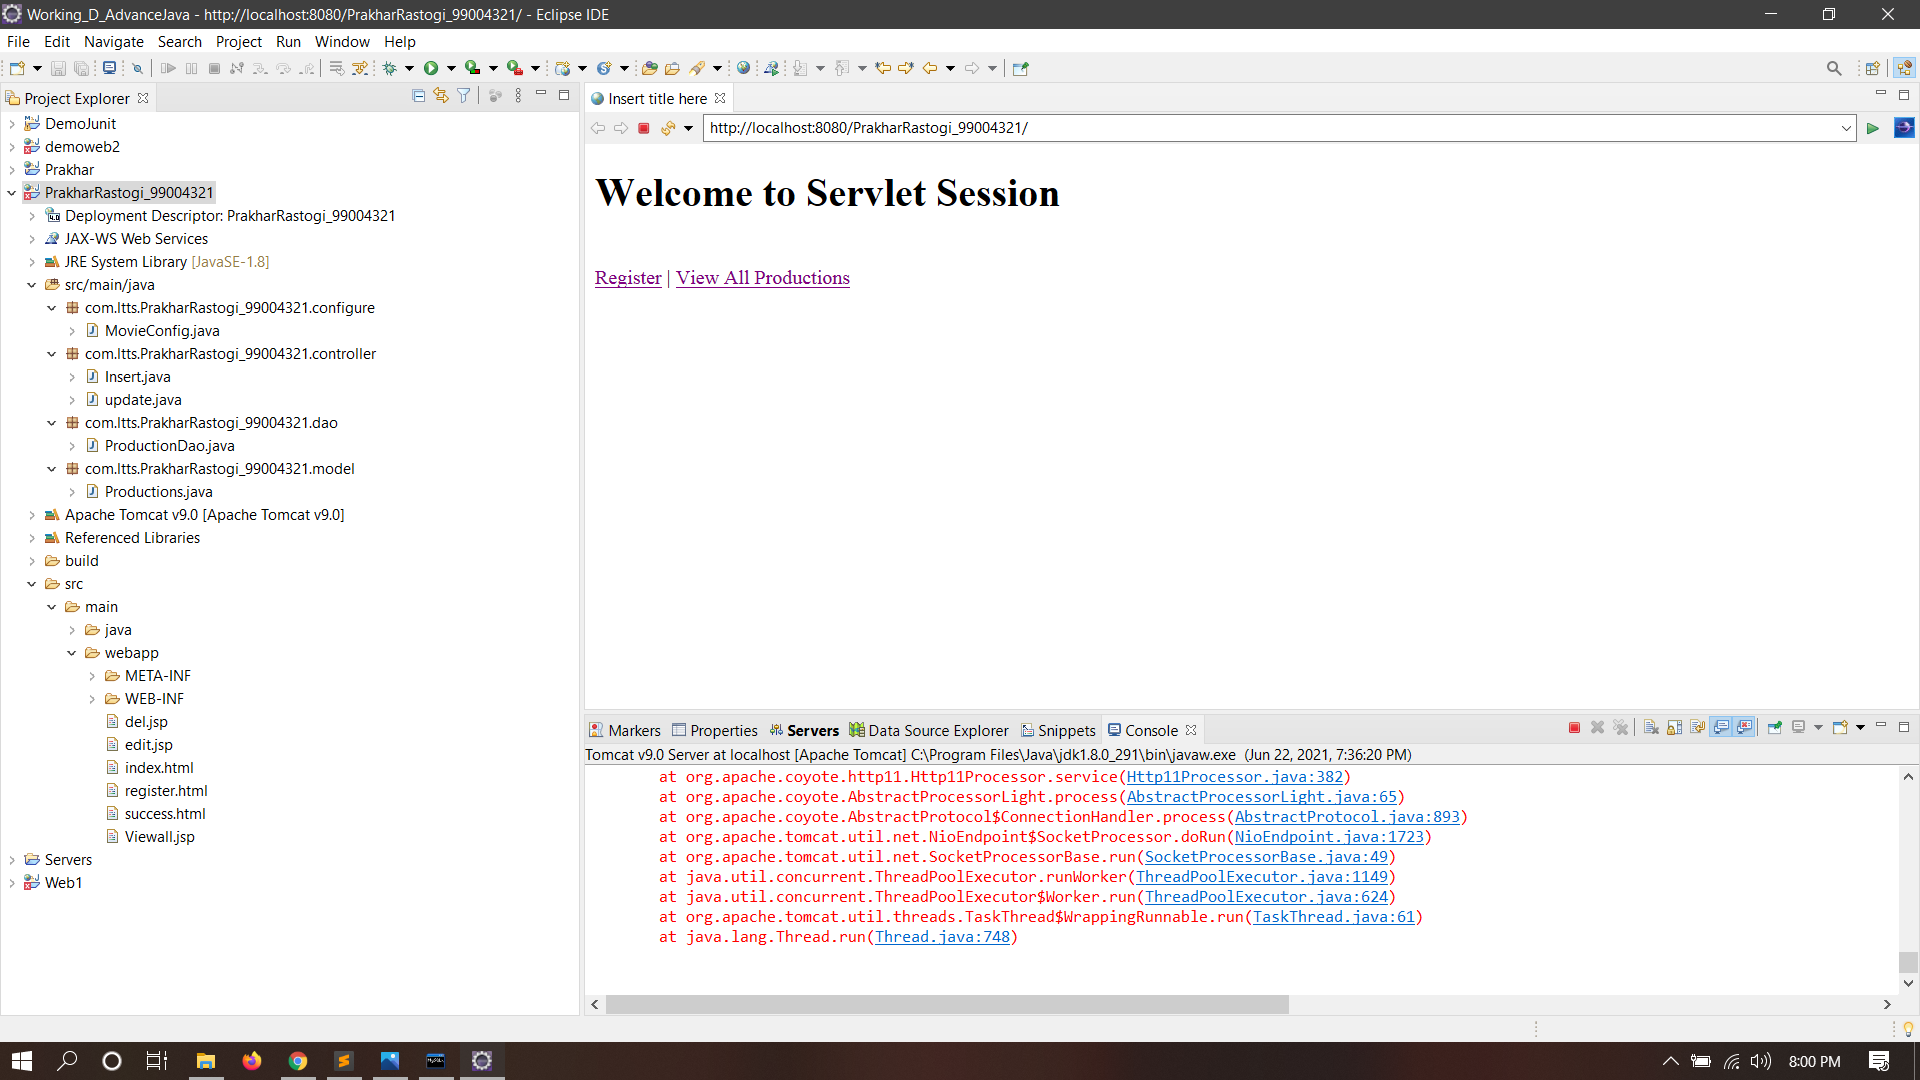 Working_D_AdvanceJava - http://localhost:8080/PrakharRastogi_99004321/ - Eclipse IDE
File Edit Navigate Search Project Run Window Help
Project Explorer
DemoJunit
demoweb2
Prakhar
PrakharRastogi_99004321
Deployment Descriptor: PrakharRastogi_99004321
JAX-WS Web Services
JRE System Library [JavaSE-1.8]
src/main/java
com.ltts.PrakharRastogi_99004321.configure
MovieConfig.java
com.ltts.PrakharRastogi_99004321.controller
Insert.java
update.java
com.ltts.PrakharRastogi_99004321.dao
ProductionDao.java
com.ltts.PrakharRastogi_99004321.model
Productions.java
Apache Tomcat v9.0 [Apache Tomcat v9.0]
Referenced Libraries
build
src
main
java
webapp
META-INF
WEB-INF
del.jsp
edit.jsp
index.html
register.html
success.html
Viewall.jsp
Servers
Web1
Insert title here
http://localhost:8080/PrakharRastogi_99004321/
Welcome to Servlet Session
Register | View All Productions
Markers Properties Servers Data Source Explorer Snippets Console
Tomcat v9.0 Server at localhost [Apache Tomcat] C:\Program Files\Java\jdk1.8.0_291\bin\javaw.exe (Jun 22, 2021, 7:36:20 PM)
at org.apache.coyote.http11.Http11Processor.service(Http11Processor.java:382)
at org.apache.coyote.AbstractProcessorLight.process(AbstractProcessorLight.java:65)
at org.apache.coyote.AbstractProtocol$ConnectionHandler.process(AbstractProtocol.java:893)
at org.apache.tomcat.util.net.NioEndpoint$SocketProcessor.doRun(NioEndpoint.java:1723)
at org.apache.tomcat.util.net.SocketProcessorBase.run(SocketProcessorBase.java:49)
at java.util.concurrent.ThreadPoolExecutor.runWorker(ThreadPoolExecutor.java:1149)
at java.util.concurrent.ThreadPoolExecutor$Worker.run(ThreadPoolExecutor.java:624)
at org.apache.tomcat.util.threads.TaskThread$WrappingRunnable.run(TaskThread.java:61)
at java.lang.Thread.run(Thread.java:748)
8:00 PM